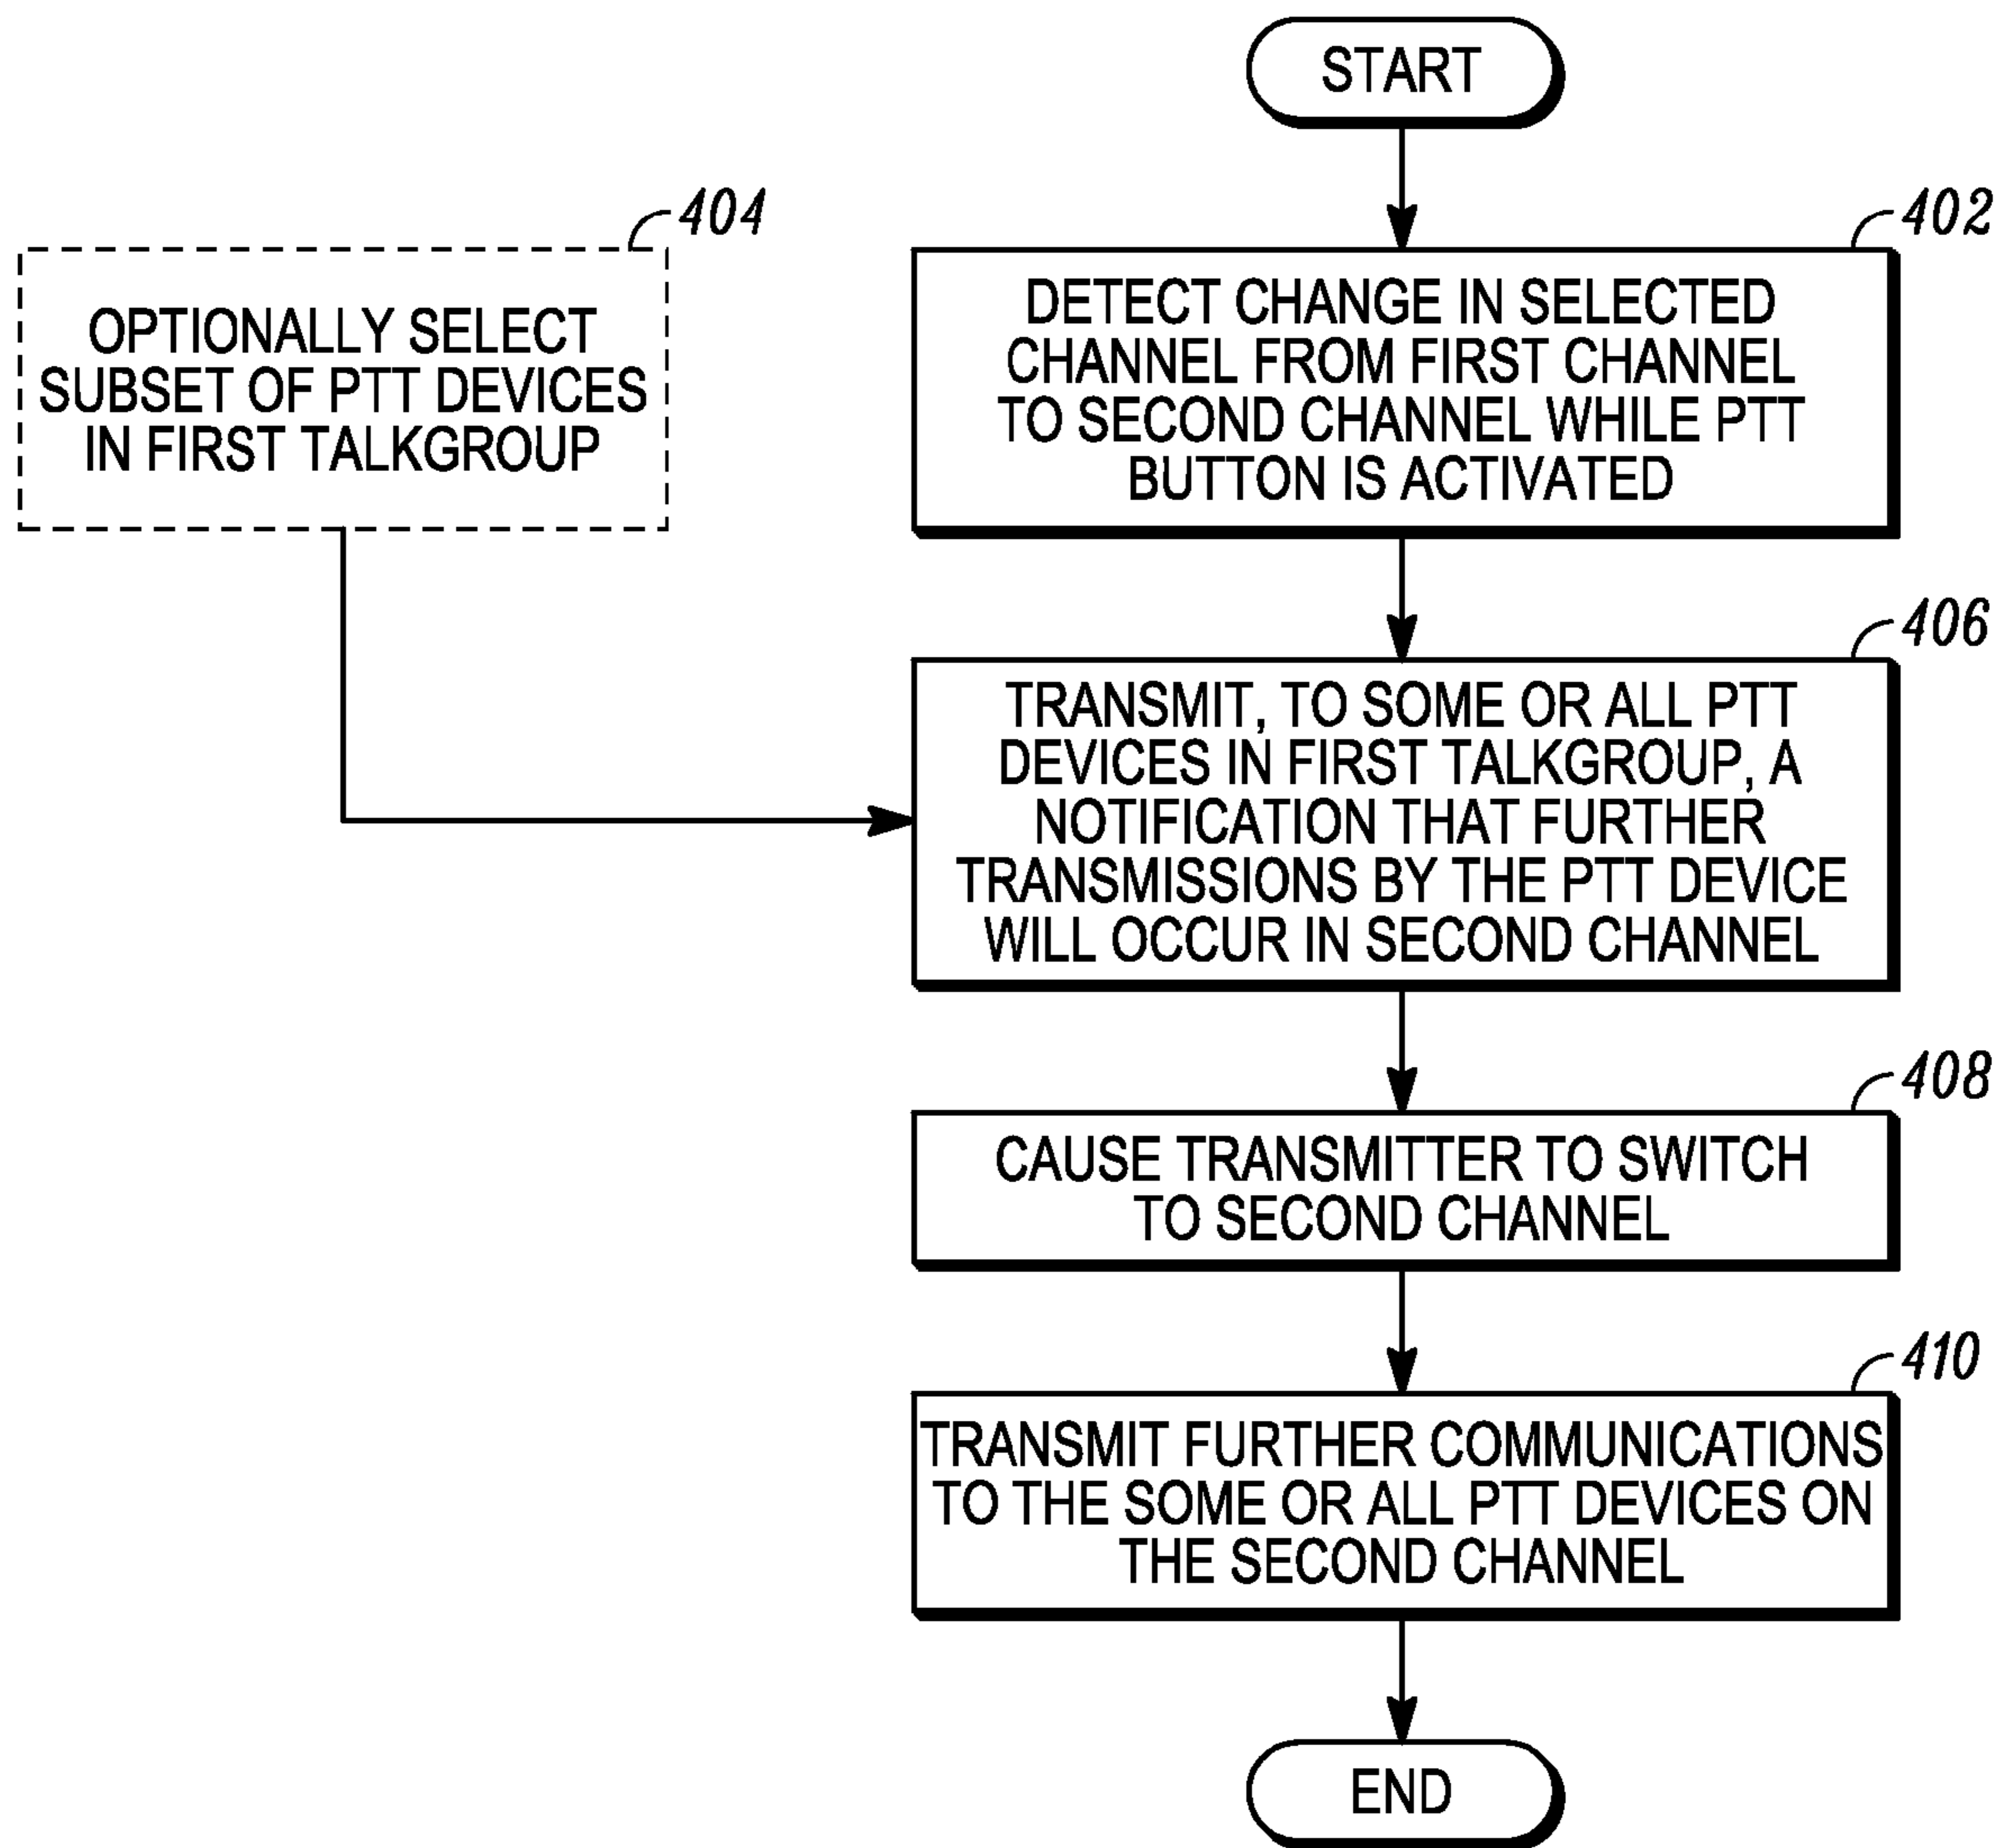 START
404
OPTIONALLY SELECT
SUBSET OF PTT DEVICES
IN FIRST TALKGROUP
402
DETECT CHANGE IN SELECTED
CHANNEL FROM FIRST CHANNEL
TO SECOND CHANNEL WHILE PTT
BUTTON IS ACTIVATED
406
TRANSMIT, TO SOME OR ALL PTT
DEVICES IN FIRST TALKGROUP, A
NOTIFICATION THAT FURTHER
TRANSMISSIONS BY THE PTT DEVICE
WILL OCCUR IN SECOND CHANNEL
408
CAUSE TRANSMITTER TO SWITCH
TO SECOND CHANNEL
410
TRANSMIT FURTHER COMMUNICATIONS
TO THE SOME OR ALL PTT DEVICES ON
THE SECOND CHANNEL
END